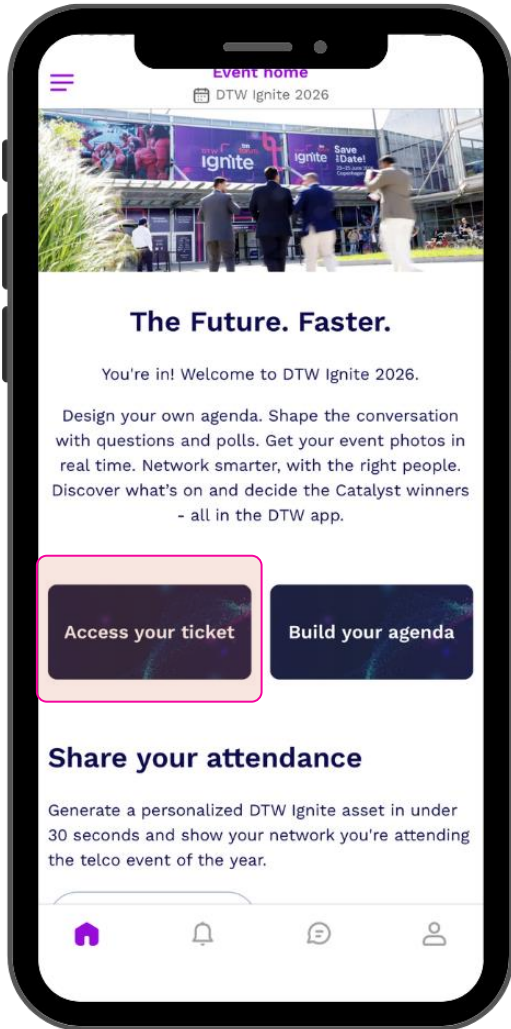 Event home
DTW Ignite 2026
ignite
ignite
Save
the Date!
The Future. Faster.
You're in! Welcome to DTW Ignite 2026.
Design your own agenda. Shape the conversation
with questions and polls. Get your event photos in
real time. Network smarter, with the right people.
Discover what's on and decide the Catalyst winners
- all in the DTW app.
Access your ticket
Build your agenda
Share your attendance
Generate a personalized DTW Ignite asset in under
30 seconds and show your network you're attending
the telco event of the year.